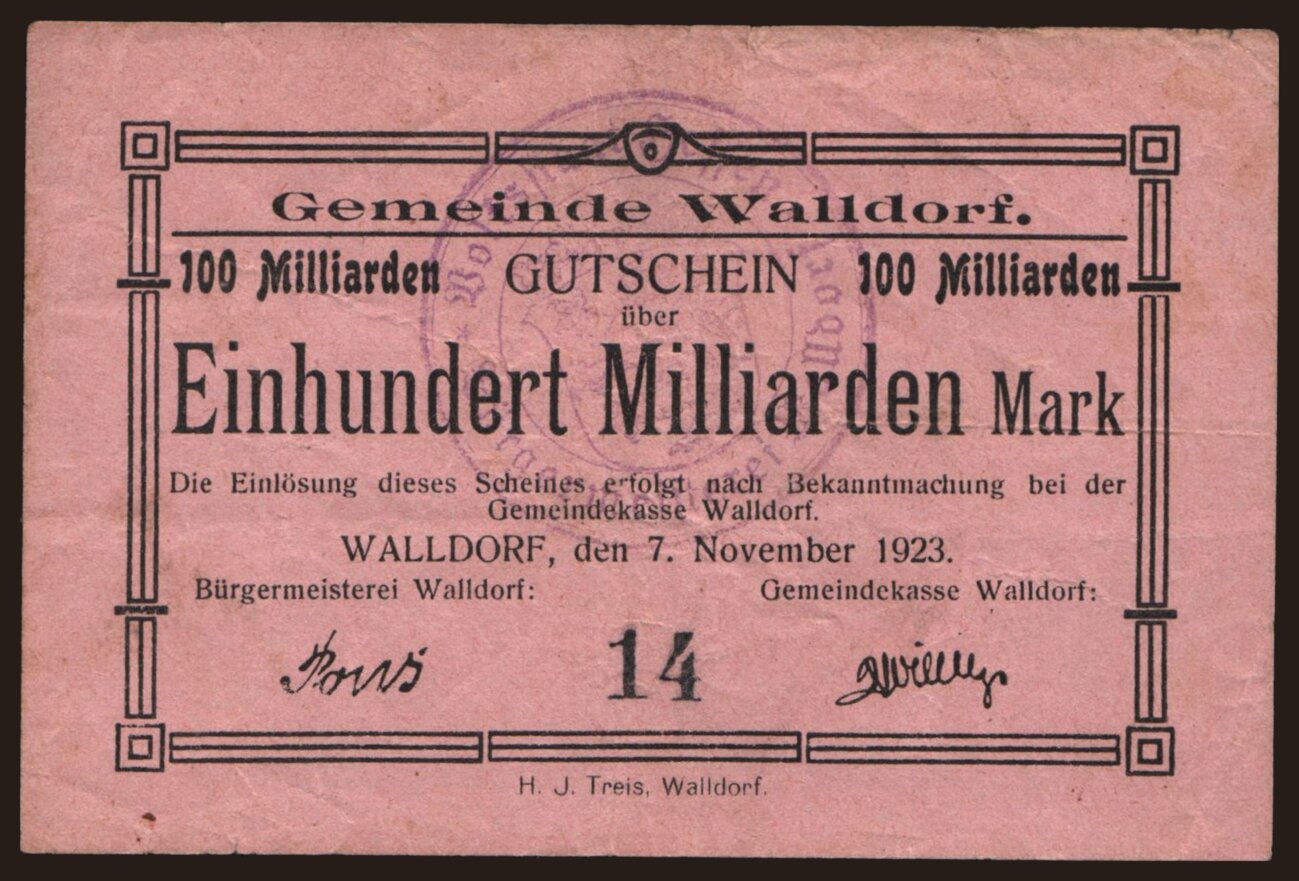 Gemeinde Walldorf.
100 Milliarden GUTSCHEIN 100 Milliarden
über
Einhundert Milliarden Mark
Die Einlösung dieses Scheines erfolgt nach Bekanntmachung bei der
Gemeindekasse Walldorf.
WALLDORF, den 7. November 1923.
Bürgermeisterei Walldorf: Gemeindekasse Walldorf:
14
H. J. Treis, Walldorf.